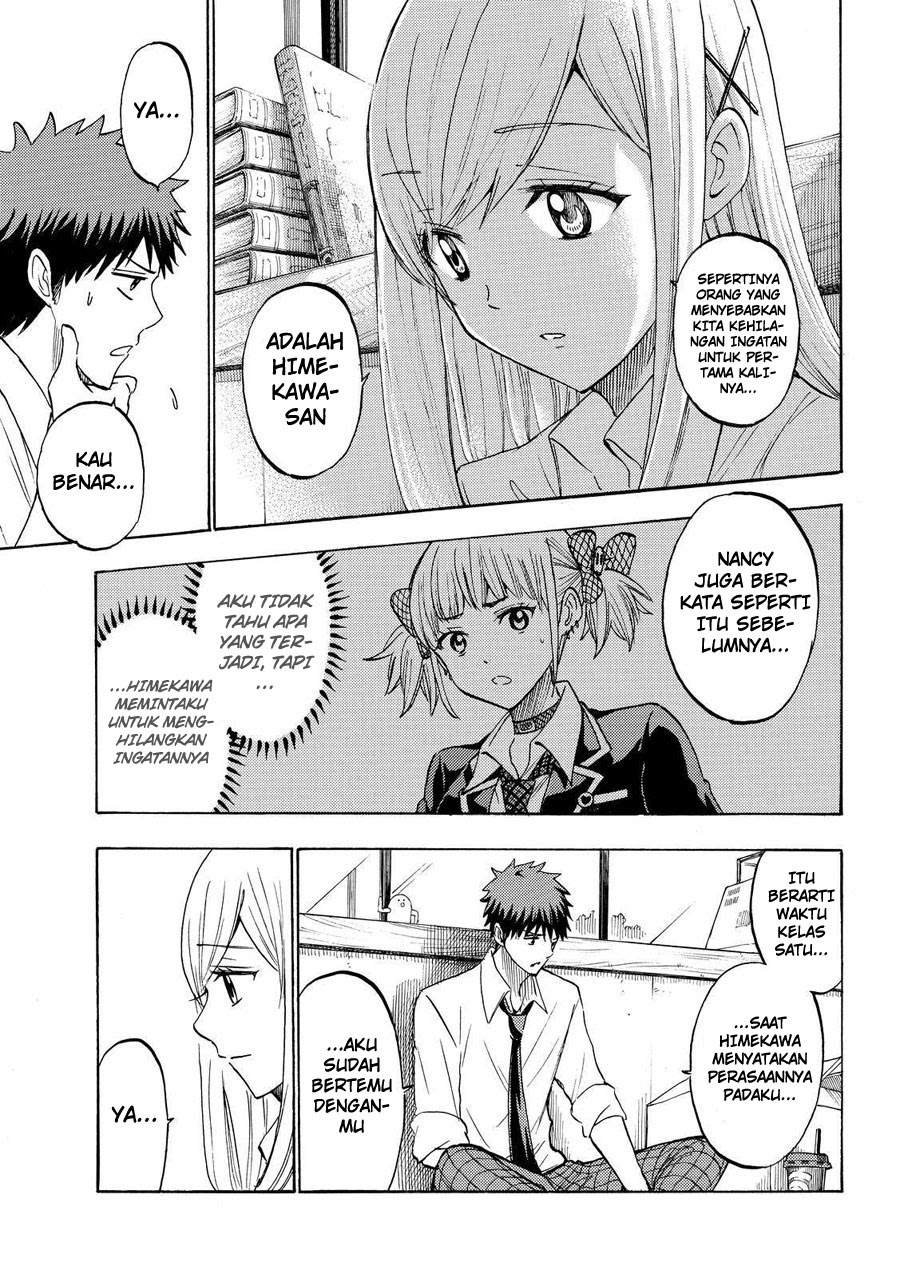 SEPERTINYA
ORANG YANG
MENYEBABKAN
KITA KEHILA-
NGAN INGATAN
UNTUK PER-
TAMA KALI-
NYA...
ADALAH
HIME-
KAWA-
SAN
YA...
KAU
BENAR...
NANCY
JUGA BER-
KATA SEPERTI
ITU SEBE-
LUMNYA...
AKU TIDAK
TAHU APA
YANG TER-
JADI, TAPI
...
...HIMEKAWA
MEMINTAKU
UNTUK MENG-
HILANGKAN
INGATANNYA
ITU
BERARTI
WAKTU
KELAS
SATU...
...SAAT
HIMEKAWA
MENYATAKAN
PERASAANNYA
PADAKU...
...AKU
SUDAH
BERTEMU
DENGAN-
MU
YA...